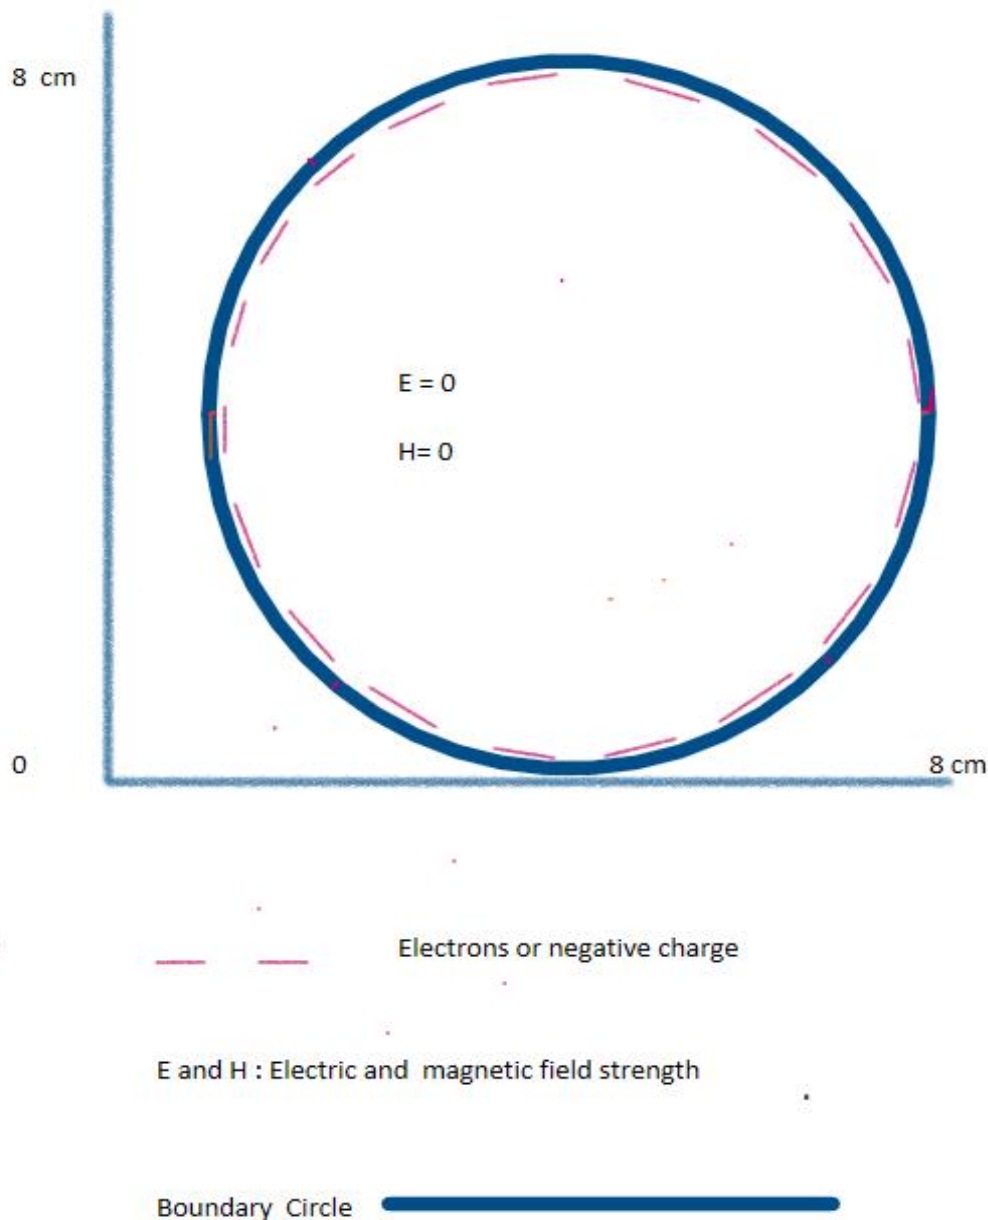 8 cm
E = 0
H= 0
0
8 cm
Electrons or negative charge
E and H : Electric and magnetic field strength
Boundary Circle